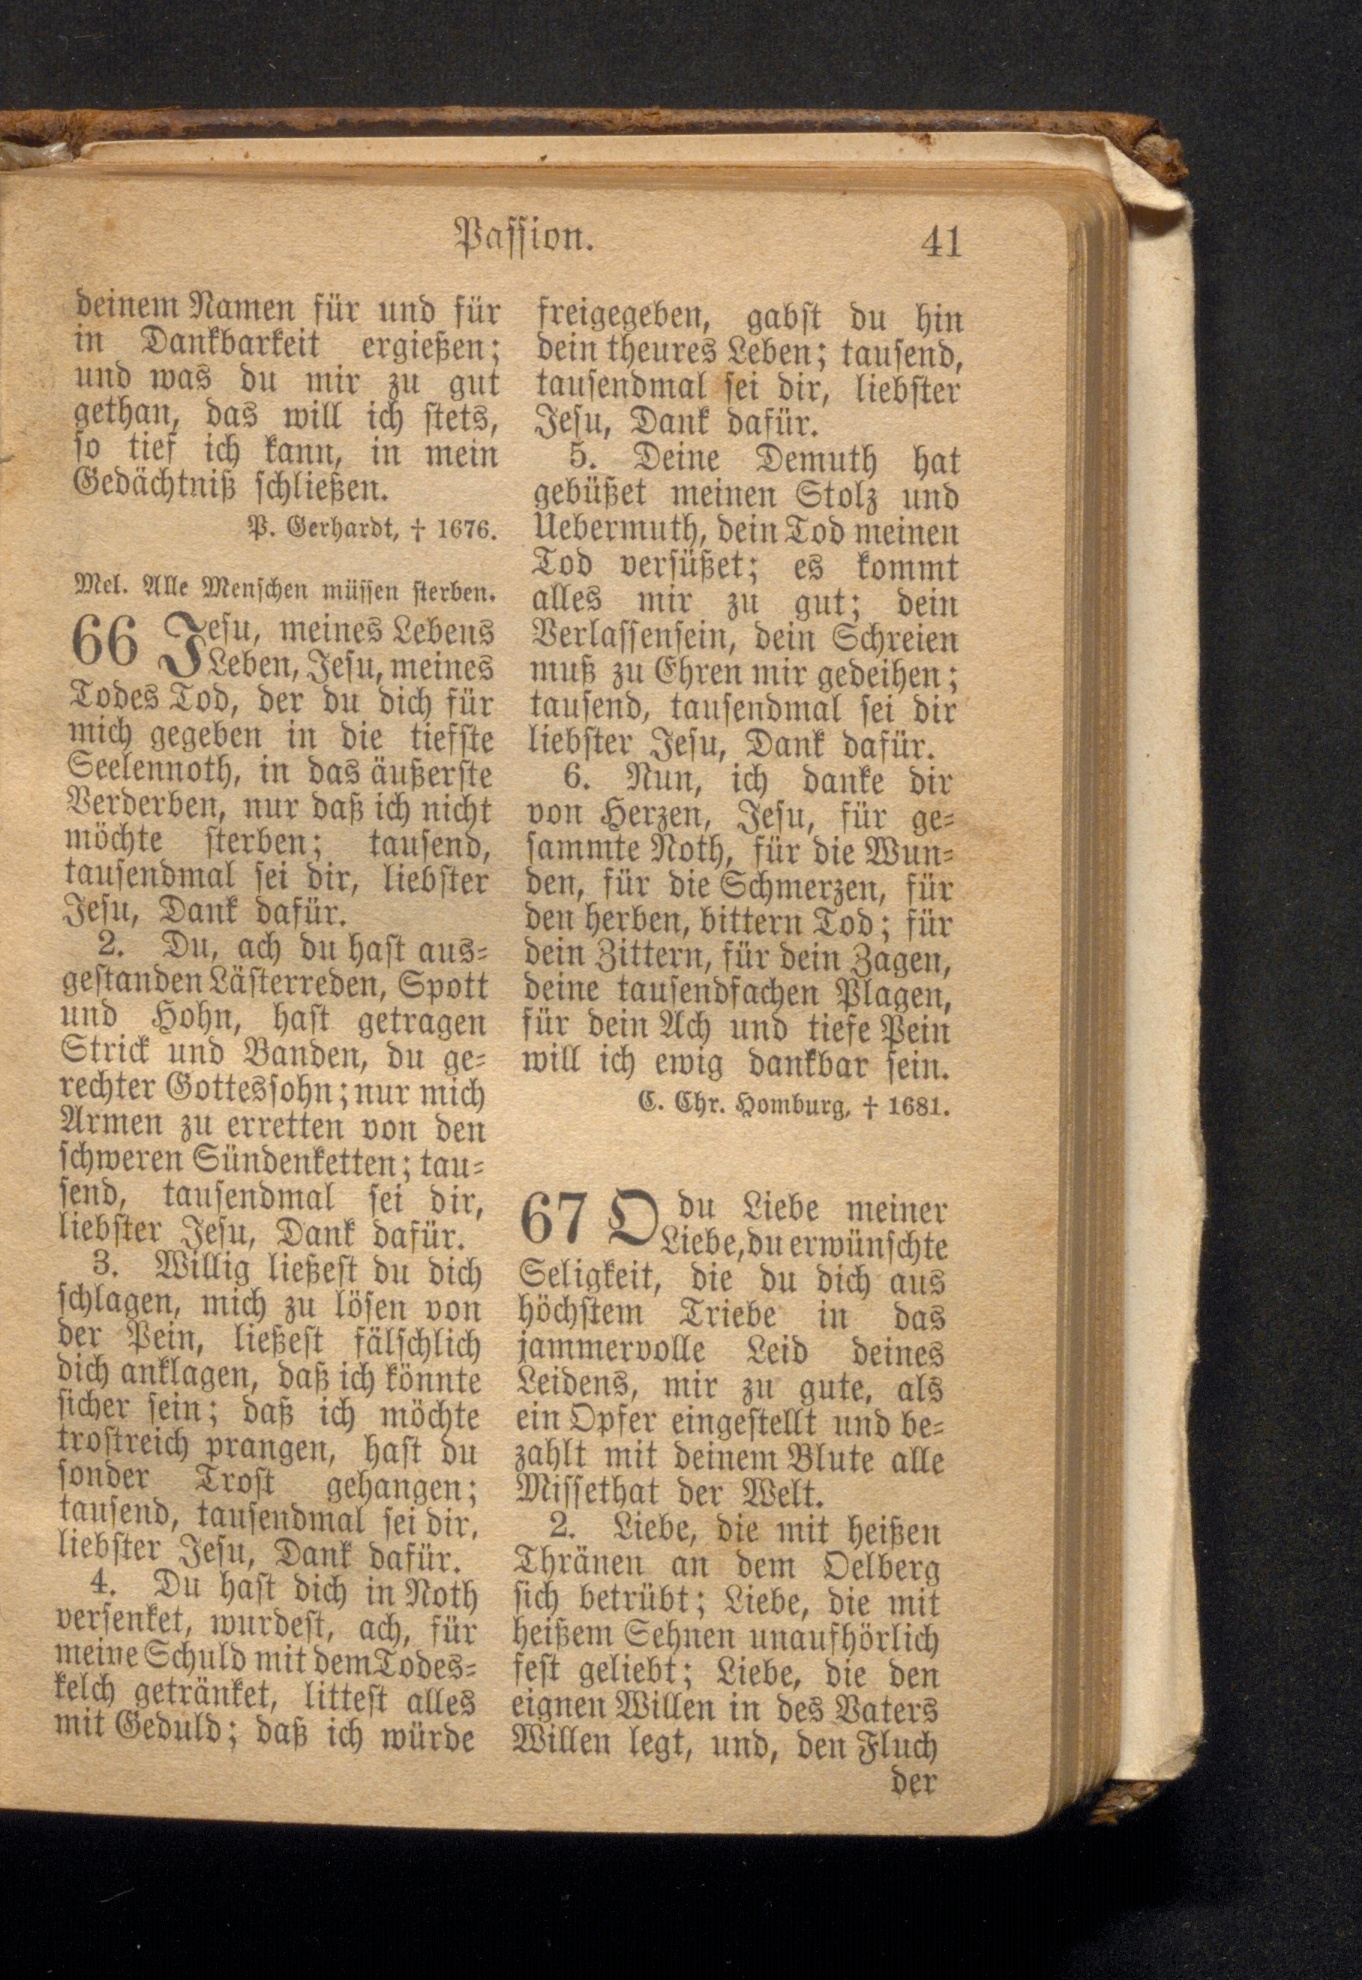 Passion.
41
deinem Namen für und für
in Dankbarkeit ergießen;
und was du mir zu gut
gethan, das will ich stets,
so tief ich kann, in mein
Gedächtniß schließen.
P. Gerhardt, † 1676.
Mel. Alle Menschen müssen sterben.
66 Jesu, meines Lebens
Leben, Jesu, meines
Todes Tod, der du dich für
mich gegeben in die tiefste
Seelennoth, in das äußerste
Verderben, nur daß ich nicht
möchte sterben; tausend,
tausendmal sei dir, liebster
Jesu, Dank dafür.
2. Du, ach du hast aus-
gestanden Lästerreden, Spott
und Hohn, hast getragen
Strick und Banden, du ge-
rechter Gottessohn; nur mich
Armen zu erretten von den
schweren Sündenketten; tau-
send, tausendmal sei dir,
liebster Jesu, Dank dafür.
3. Willig ließest du dich
schlagen, mich zu lösen von
der Pein, ließest fälschlich
dich anklagen, daß ich könnte
sicher sein; daß ich möchte
trostreich prangen, hast du
sonder Trost gehangen;
tausend, tausendmal sei dir,
liebster Jesu, Dank dafür.
4. Du hast dich in Noth
versenket, wurdest, ach, für
meine Schuld mit dem Todes-
kelch getränket, littest alles
mit Geduld; daß ich würde
freigegeben, gabst du hin
dein theures Leben; tausend,
tausendmal sei dir, liebster
Jesu, Dank dafür.
5. Deine Demuth hat
gebüßet meinen Stolz und
Uebermuth, dein Tod meinen
Tod versüßet; es kommt
alles mir zu gut; dein
Verlassensein, dein Schreien
muß zu Ehren mir gedeihen;
tausend, tausendmal sei dir
liebster Jesu, Dank dafür.
6. Nun, ich danke dir
von Herzen, Jesu, für ge-
sammte Noth, für die Wun-
den, für die Schmerzen, für
den herben, bittern Tod; für
dein Zittern, für dein Zagen,
deine tausendfachen Plagen,
für dein Ach und tiefe Pein
will ich ewig dankbar sein.
C. Chr. Homburg, † 1681.
67 O du Liebe meiner
Liebe, du erwünschte
Seligkeit, die du dich aus
höchstem Triebe in das
jammervolle Leid deines
Leidens, mir zu gute, als
ein Opfer eingestellt und be-
zahlt mit deinem Blute alle
Missethat der Welt.
2. Liebe, die mit heißen
Thränen an dem Oelberg
sich betrübt; Liebe, die mit
heißem Sehnen unaufhörlich
fest geliebt; Liebe, die den
eignen Willen in des Vaters
Willen legt, und, den Fluch
der